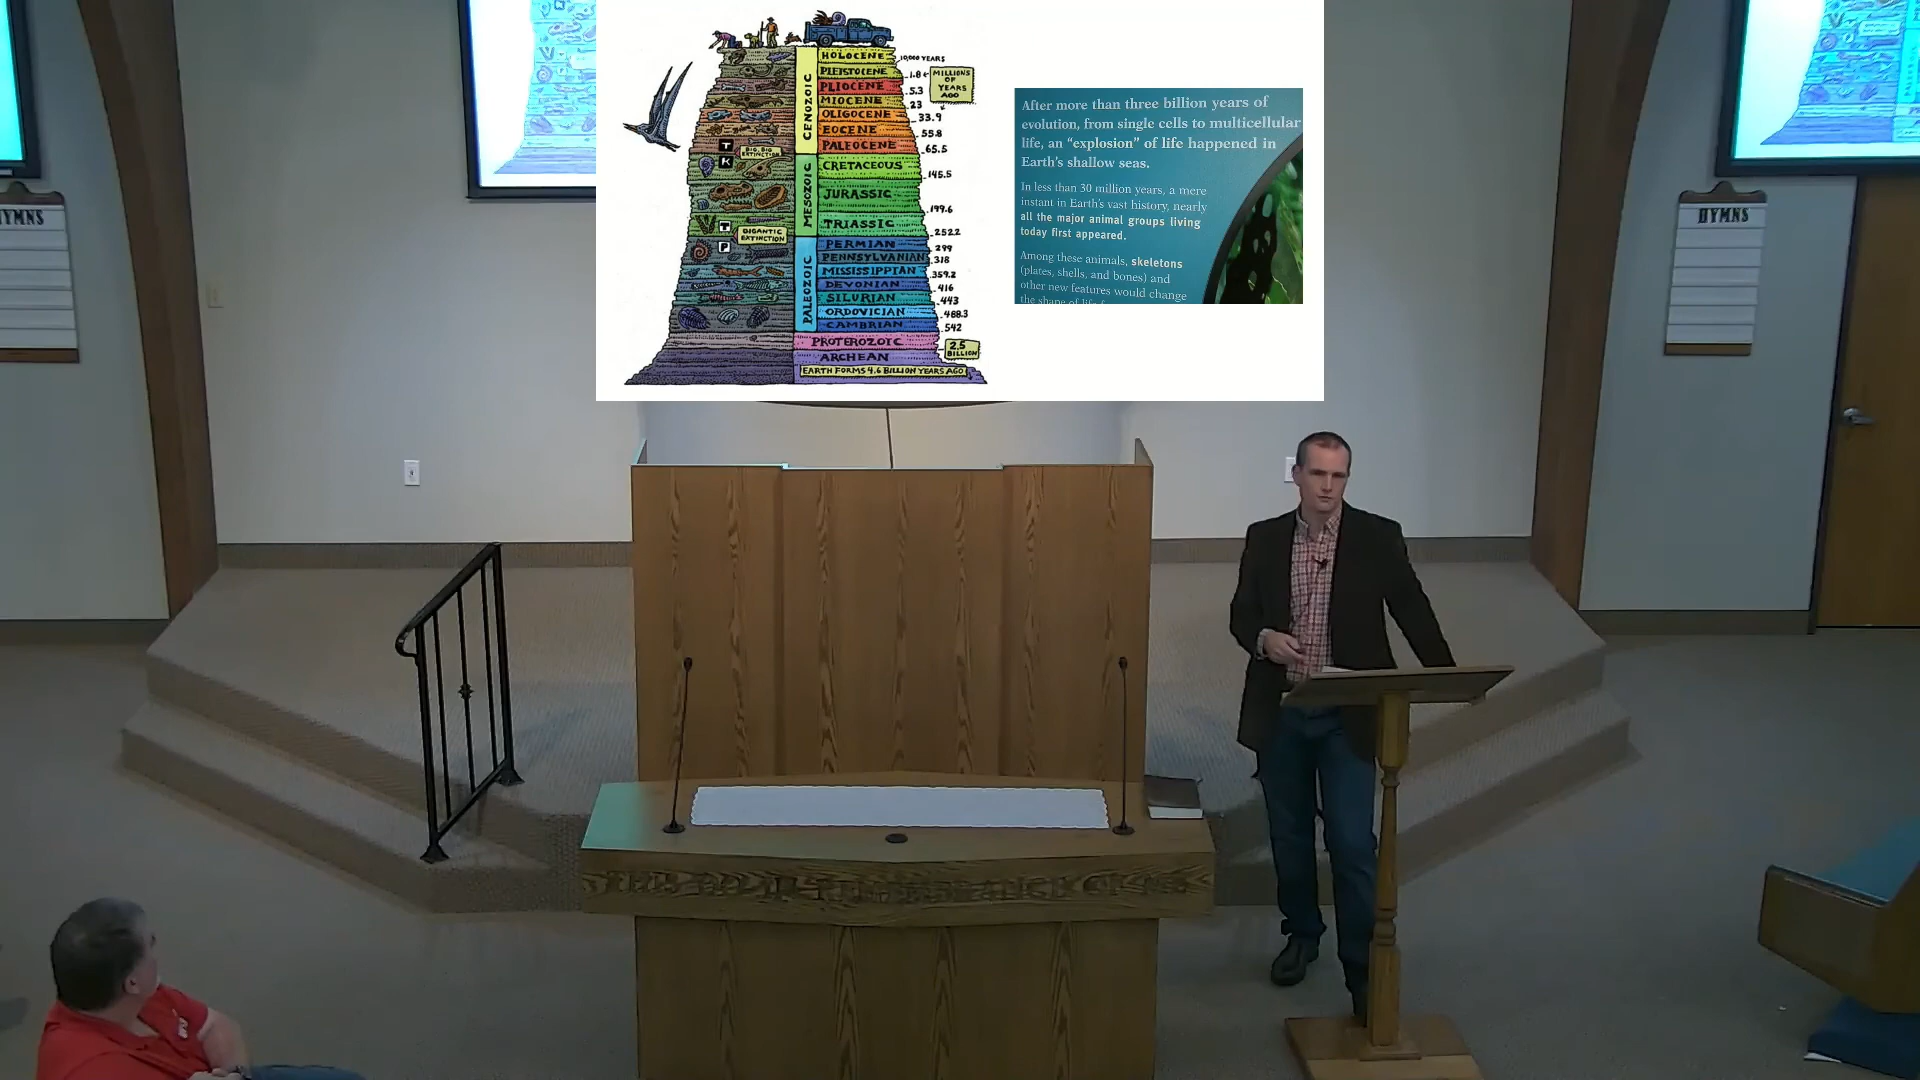 HOLOCENE
10,000 YEARS
PLEISTOCENE
1.8
MILLIONS
OF
YEARS
AGO
PLIOCENE
5.3
MIOCENE
23
OLIGOCENE
33.9
EOCENE
55.8
PALEOCENE
65.5
CENOZOIC
T
K
BIG, BIG
EXTINCTION
CRETACEOUS
145.5
JURASSIC
199.6
TRIASSIC
252.2
MESOZOIC
T
P
GIGANTIC
EXTINCTION
PERMIAN
299
PENNSYLVANIAN
318
MISSISSIPPIAN
359.2
DEVONIAN
416
SILURIAN
443
ORDOVICIAN
488.3
CAMBRIAN
542
PALEOZOIC
PROTEROZOIC
2.5
BILLION
ARCHEAN
EARTH FORMS 4.6 BILLION YEARS AGO
After more than three billion years of
evolution, from single cells to multicellular
life, an “explosion” of life happened in
Earth's shallow seas.
In less than 30 million years, a mere
instant in Earth's vast history, nearly
all the major animal groups living
today first appeared.
Among these animals, skeletons
(plates, shells, and bones) and
other new features would change
the shape of life
HYMNS
HYMNS